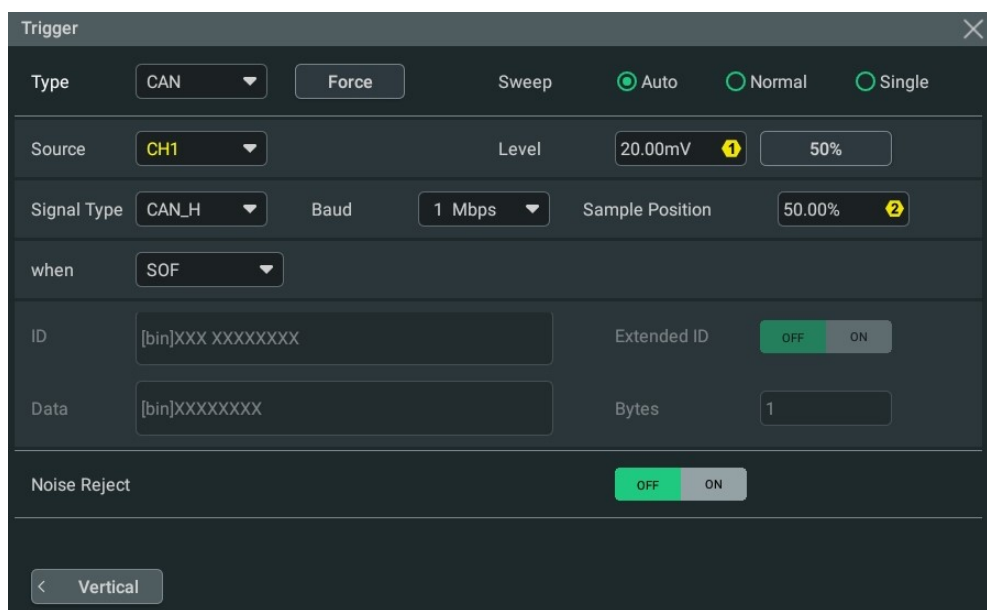 Trigger
Type CAN Force Sweep Auto Normal Single
Source CH1 Level 20.00mV 1 50%
Signal Type CAN_H Baud 1 Mbps Sample Position 50.00% 2
when SOF
ID [bin]XXX XXXXXXXX Extended ID OFF ON
Data [bin]XXXXXXXX Bytes 1
Noise Reject OFF ON
< Vertical